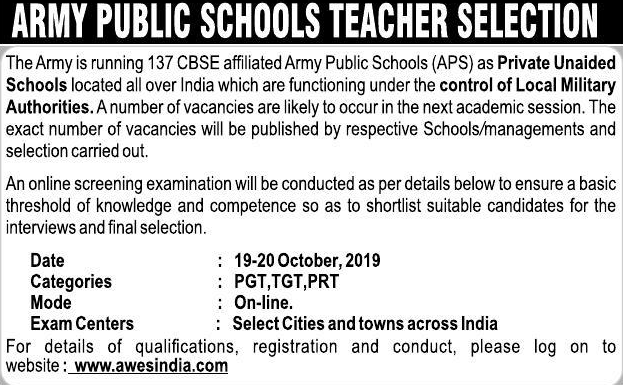 ARMY PUBLIC SCHOOLS TEACHER SELECTION
The Army is running 137 CBSE affiliated Army Public Schools (APS) as Private Unaided
Schools located all over India which are functioning under the control of Local Military
Authorities. A number of vacancies are likely to occur in the next academic session. The
exact number of vacancies will be published by respective Schools/managements and
selection carried out.
An online screening examination will be conducted as per details below to ensure a basic
threshold of knowledge and competence so as to shortlist suitable candidates for the
interviews and final selection.
Date : 19-20 October, 2019
Categories : PGT,TGT,PRT
Mode : On-line.
Exam Centers : Select Cities and towns across India
For details of qualifications, registration and conduct, please log on to
website : www.awesindia.com